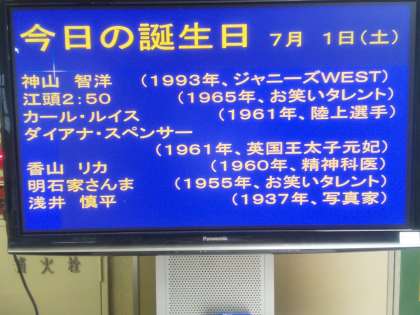 今日の誕生日 7月 1日(土)
神山 智洋 (1993年、ジャニーズWEST)
江頭2:50 (1965年、お笑いタレント)
カール・ルイス (1961年、陸上選手)
ダイアナ・スペンサー
(1961年、英国王太子元妃)
香山 リカ (1960年、精神科医)
明石家さんま (1955年、お笑いタレント)
浅井 慎平 (1937年、写真家)
Panasonic
消火栓